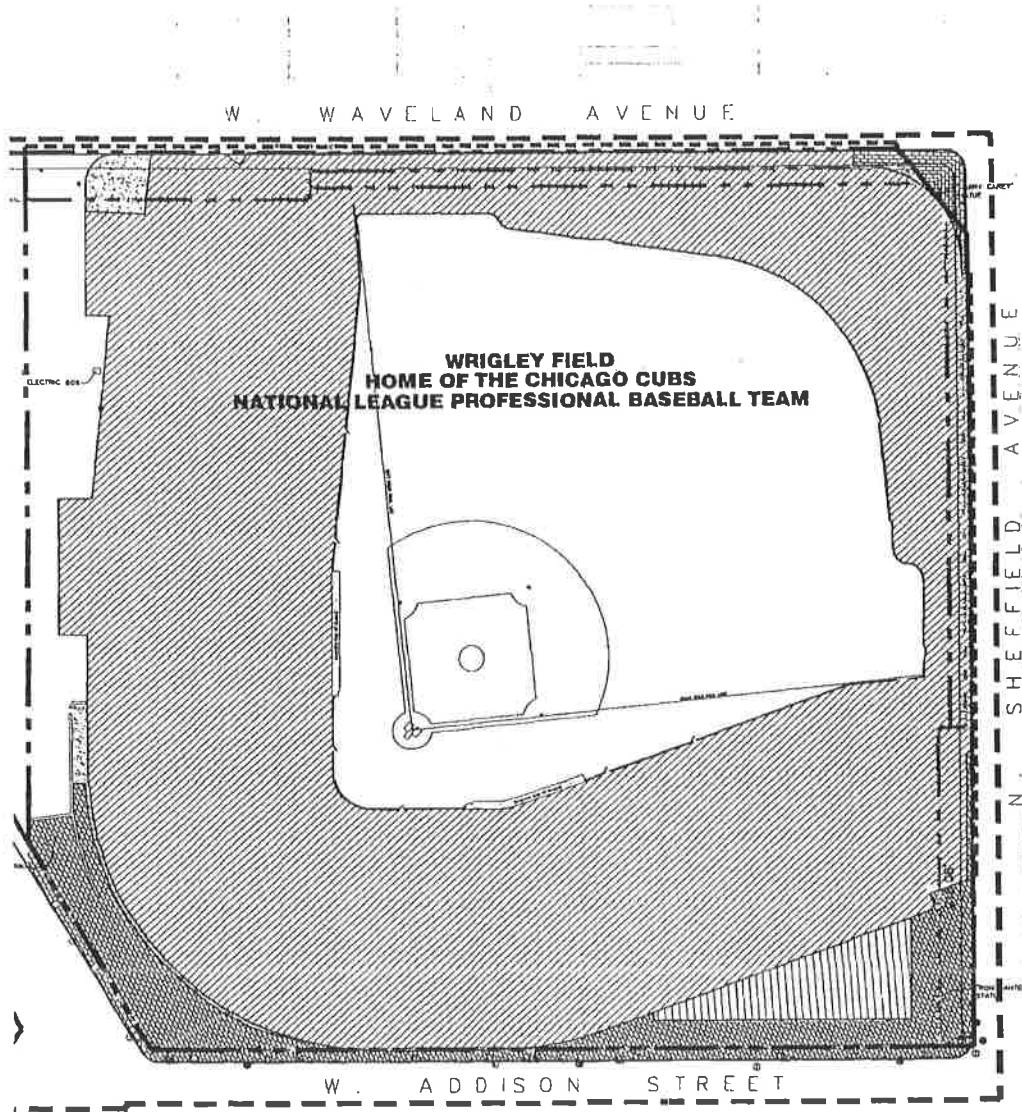 W. WAVELAND AVENUE
CAREY
WRIGLEY FIELD
HOME OF THE CHICAGO CUBS
NATIONAL LEAGUE PROFESSIONAL BASEBALL TEAM
ELECTRIC BOX
N. SHEFFIELD AVENUE
W. ADDISON STREET